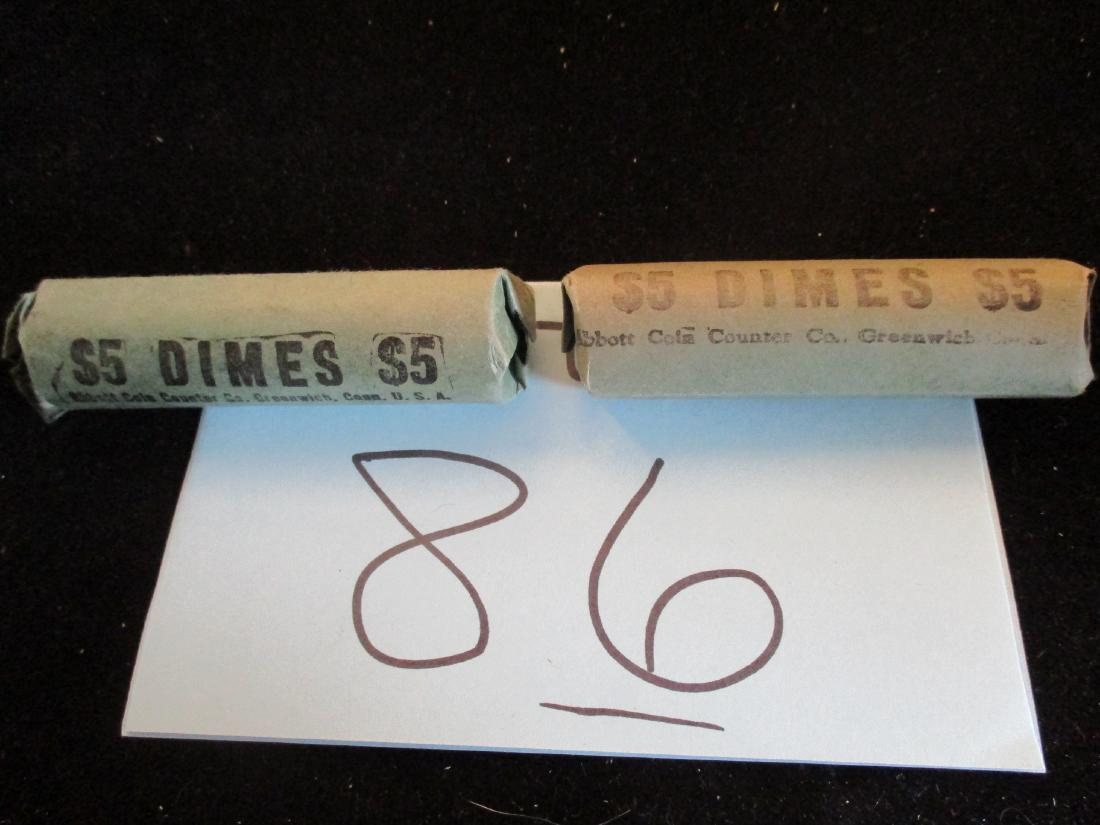 $5 DIMES $5
Abbott Coin Counter Co. Greenwich, Conn. U. S. A.
$5 DIMES $5
bbott Coin Counter Co., Greenwich
86